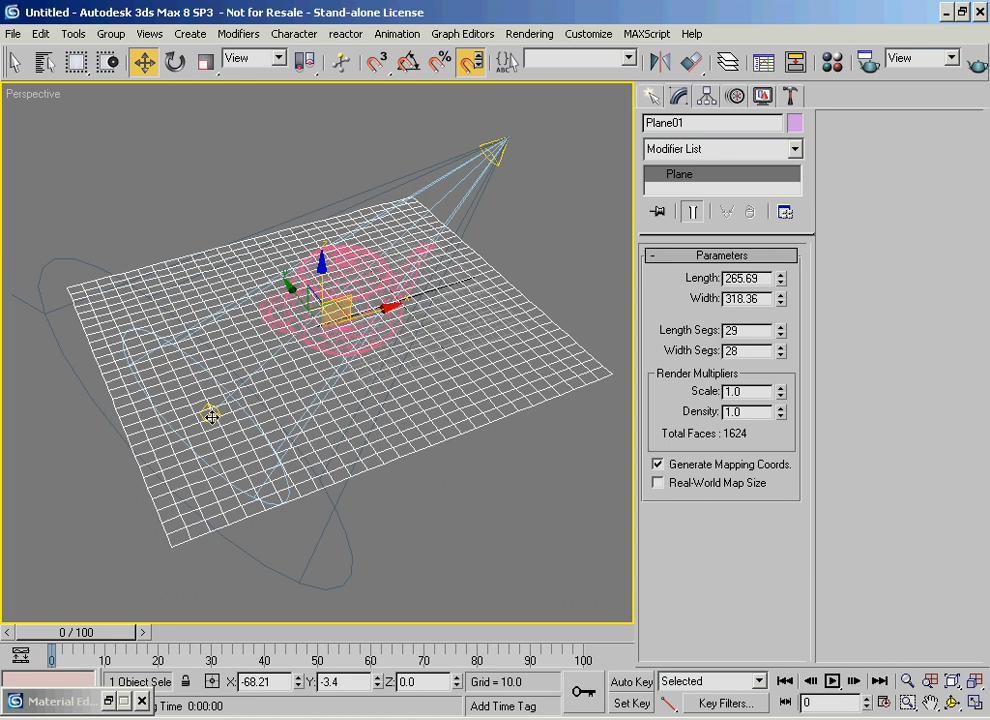 Untitled - Autodesk 3ds Max 8 SP3 - Not for Resale - Stand-alone License
File Edit Tools Group Views Create Modifiers Character reactor Animation Graph Editors Rendering Customize MAXScript Help
View 3 % ABC View
Perspective
Plane01
Modifier List
Plane
- Parameters
Length: 265.69
Width: 318.36
Length Segs: 29
Width Segs: 28
Render Multipliers
Scale: 1.0
Density: 1.0
Total Faces : 1624
Generate Mapping Coords.
Real-World Map Size
< 0 / 100 >
0 10 20 30 40 50 60 70 80 90 100
1 Object Sele X: -68.21 Y: -3.4 Z: 0.0 Grid = 10.0 Auto Key Selected
Material Ed... g Time 0:00:00 Add Time Tag Set Key Key Filters... 0